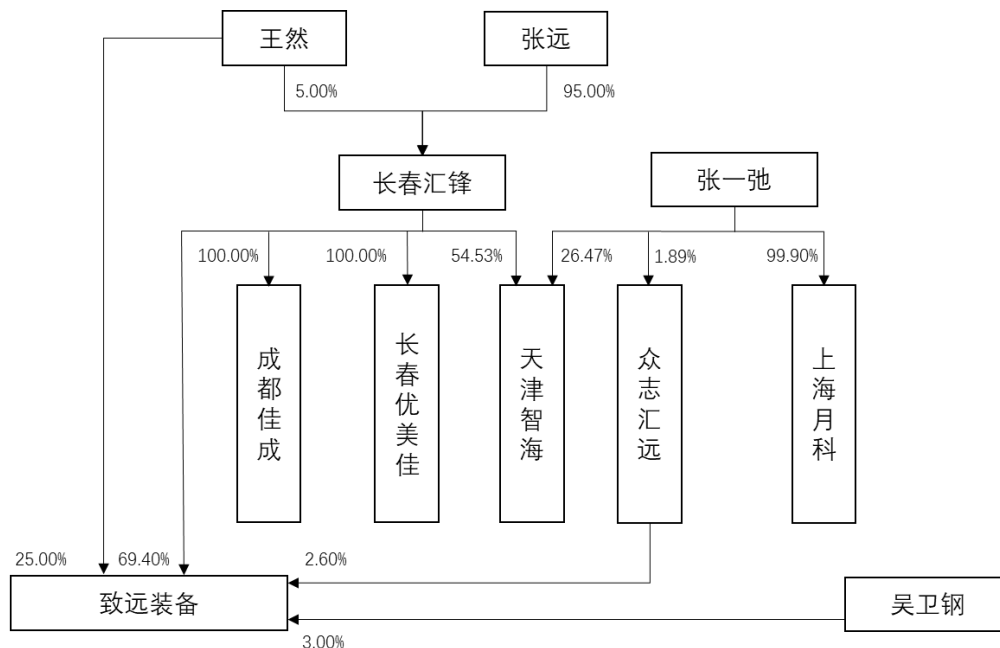 王然
张远
5.00%
95.00%
长春汇锋
张一弛
100.00%
100.00%
54.53%
26.47%
1.89%
99.90%
成都佳成
长春优美佳
天津智海
众志汇远
上海月科
25.00%
69.40%
2.60%
致远装备
吴卫钢
3.00%